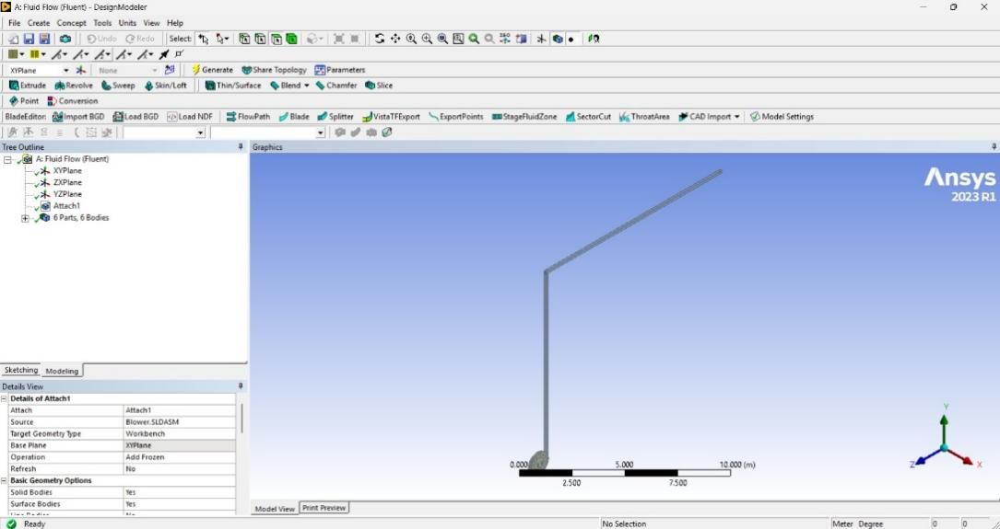 A: Fluid Flow (Fluent) - DesignModeler
File Create Concept Tools Units View Help
Undo Redo Select:
XYPlane None Generate Share Topology Parameters
Extrude Revolve Sweep Skin/Loft Thin/Surface Blend Chamfer Slice
Point Conversion
BladeEditor: Import BGD Load BGD Load NDF FlowPath Blade Splitter VistaTFExport ExportPoints StageFluidZone SectorCut ThroatArea CAD Import Model Settings
Tree Outline
A: Fluid Flow (Fluent)
XYPlane
ZXPlane
YZPlane
Attach1
6 Parts, 6 Bodies
Sketching Modeling
Details View
Details of Attach1
Attach Attach1
Source Blower.SLDASM
Target Geometry Type Workbench
Base Plane XYPlane
Operation Add Frozen
Refresh No
Basic Geometry Options
Solid Bodies Yes
Surface Bodies Yes
Graphics
Ansys
2023 R1
0.000 5.000 10.000 (m)
2.500 7.500
Y
Z X
Model View Print Preview
Ready No Selection Meter Degree 0 0